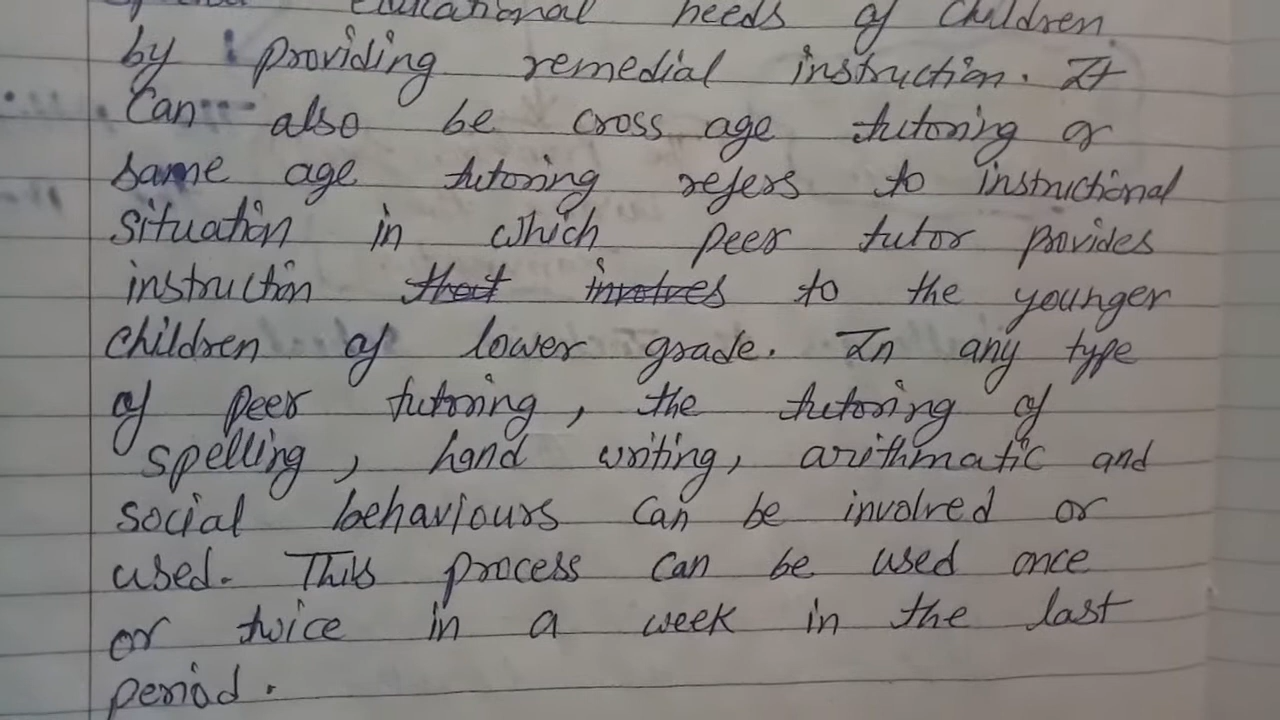 educational needs of children
by providing remedial instruction. It
Can also be cross age tutoring or
same age tutoring refers to instructional
situation in which peer tutor provides
instruction that involves to the younger
children of lower grade. In any type
of peer tutoring, the tutoring of
spelling, hand writing, arithmatic and
social behaviours can be involved or
used. This process can be used once
or twice in a week in the last
period.